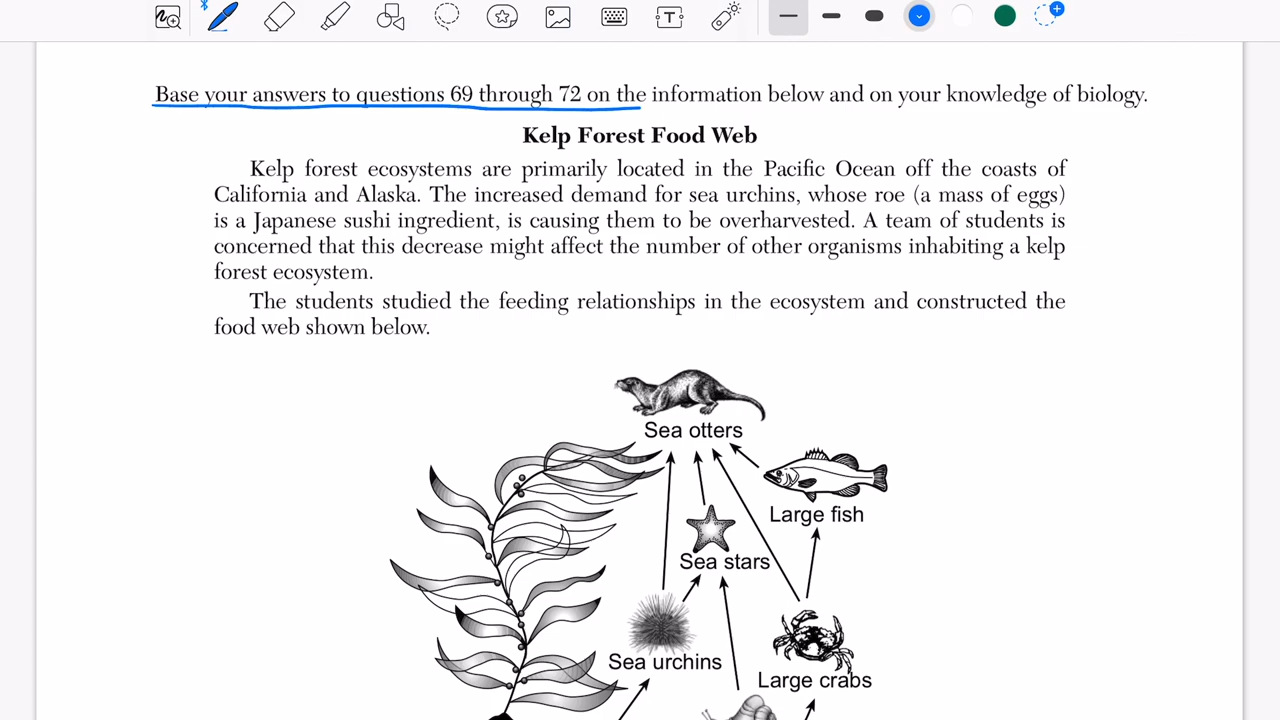 Base your answers to questions 69 through 72 on the information below and on your knowledge of biology.
Kelp Forest Food Web
Kelp forest ecosystems are primarily located in the Pacific Ocean off the coasts of
California and Alaska. The increased demand for sea urchins, whose roe (a mass of eggs)
is a Japanese sushi ingredient, is causing them to be overharvested. A team of students is
concerned that this decrease might affect the number of other organisms inhabiting a kelp
forest ecosystem.
The students studied the feeding relationships in the ecosystem and constructed the
food web shown below.
Sea otters
Large fish
Sea stars
Sea urchins
Large crabs